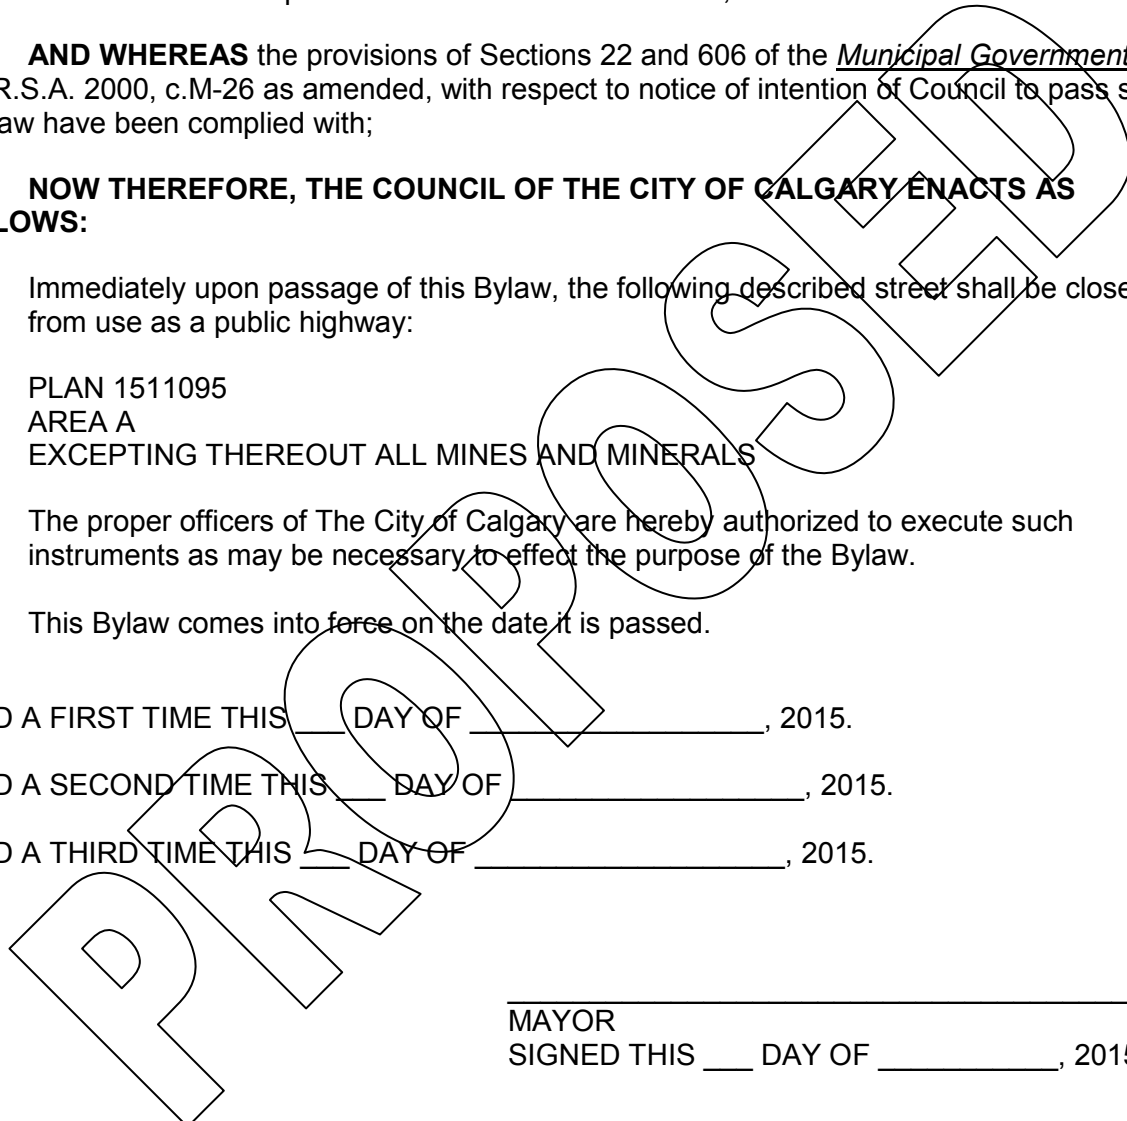 AND WHEREAS the provisions of Sections 22 and 606 of the Municipal Government
R.S.A. 2000, c.M-26 as amended, with respect to notice of intention of Council to pass s
aw have been complied with;
NOW THEREFORE, THE COUNCIL OF THE CITY OF CALGARY ENACTS AS
LOWS:
Immediately upon passage of this Bylaw, the following described street shall be close
from use as a public highway:
PLAN 1511095
AREA A
EXCEPTING THEREOUT ALL MINES AND MINERALS
The proper officers of The City of Calgary are hereby authorized to execute such
instruments as may be necessary to effect the purpose of the Bylaw.
This Bylaw comes into force on the date it is passed.
D A FIRST TIME THIS ___ DAY OF __________________, 2015.
D A SECOND TIME THIS ___ DAY OF __________________, 2015.
D A THIRD TIME THIS ___ DAY OF ___________________, 2015.
MAYOR
SIGNED THIS ___ DAY OF ___________, 2015
PROPOSED